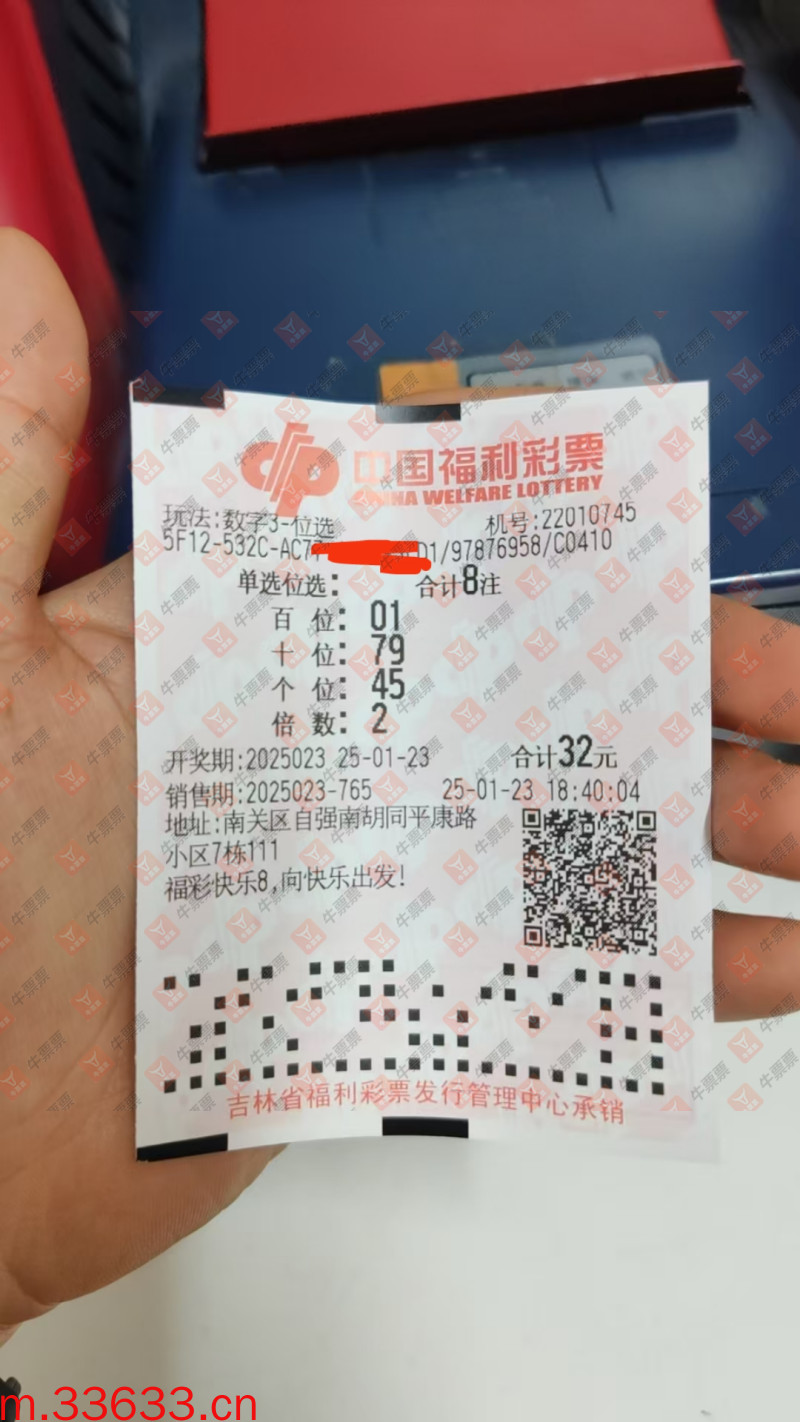 中国福利彩票
CHINA WELFARE LOTTERY
玩法:数字3-位选 机号:22010745
5F12-532C-AC77 D1/97876958/C0410
单选位选: 合计8注
百 位: 01
十 位: 79
个 位: 45
倍 数: 2
开奖期:2025023 25-01-23 合计32元
销售期:2025023-765 25-01-23 18:40:04
地址:南关区自强南胡同平康路
小区7栋111
福彩快乐8,向快乐出发!
吉林省福利彩票发行管理中心承销
牛票票
m.33633.cn